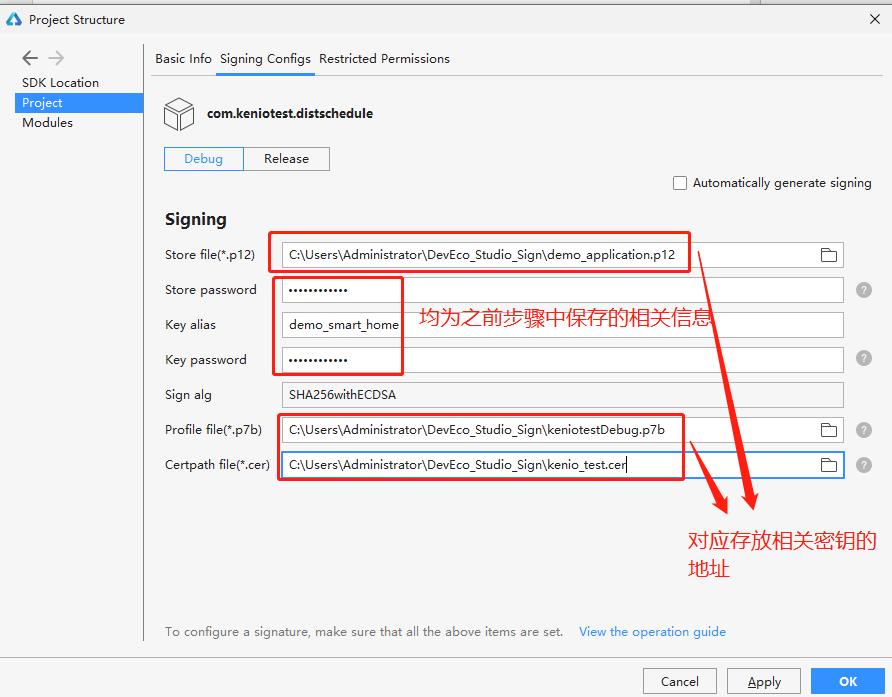 Project Structure
SDK Location
Project
Modules
Basic Info Signing Configs Restricted Permissions
com.keniotest.distschedule
Debug Release
Automatically generate signing
Signing
Store file(*.p12) C:\Users\Administrator\DevEco_Studio_Sign\demo_application.p12
Store password ••••••••••••
Key alias demo_smart_home
均为之前步骤中保存的相关信息
Key password ••••••••••••
Sign alg SHA256withECDSA
Profile file(*.p7b) C:\Users\Administrator\DevEco_Studio_Sign\keniotestDebug.p7b
Certpath file(*.cer) C:\Users\Administrator\DevEco_Studio_Sign\kenio_test.cer
对应存放相关密钥的
地址
To configure a signature, make sure that all the above items are set. View the operation guide
Cancel Apply OK